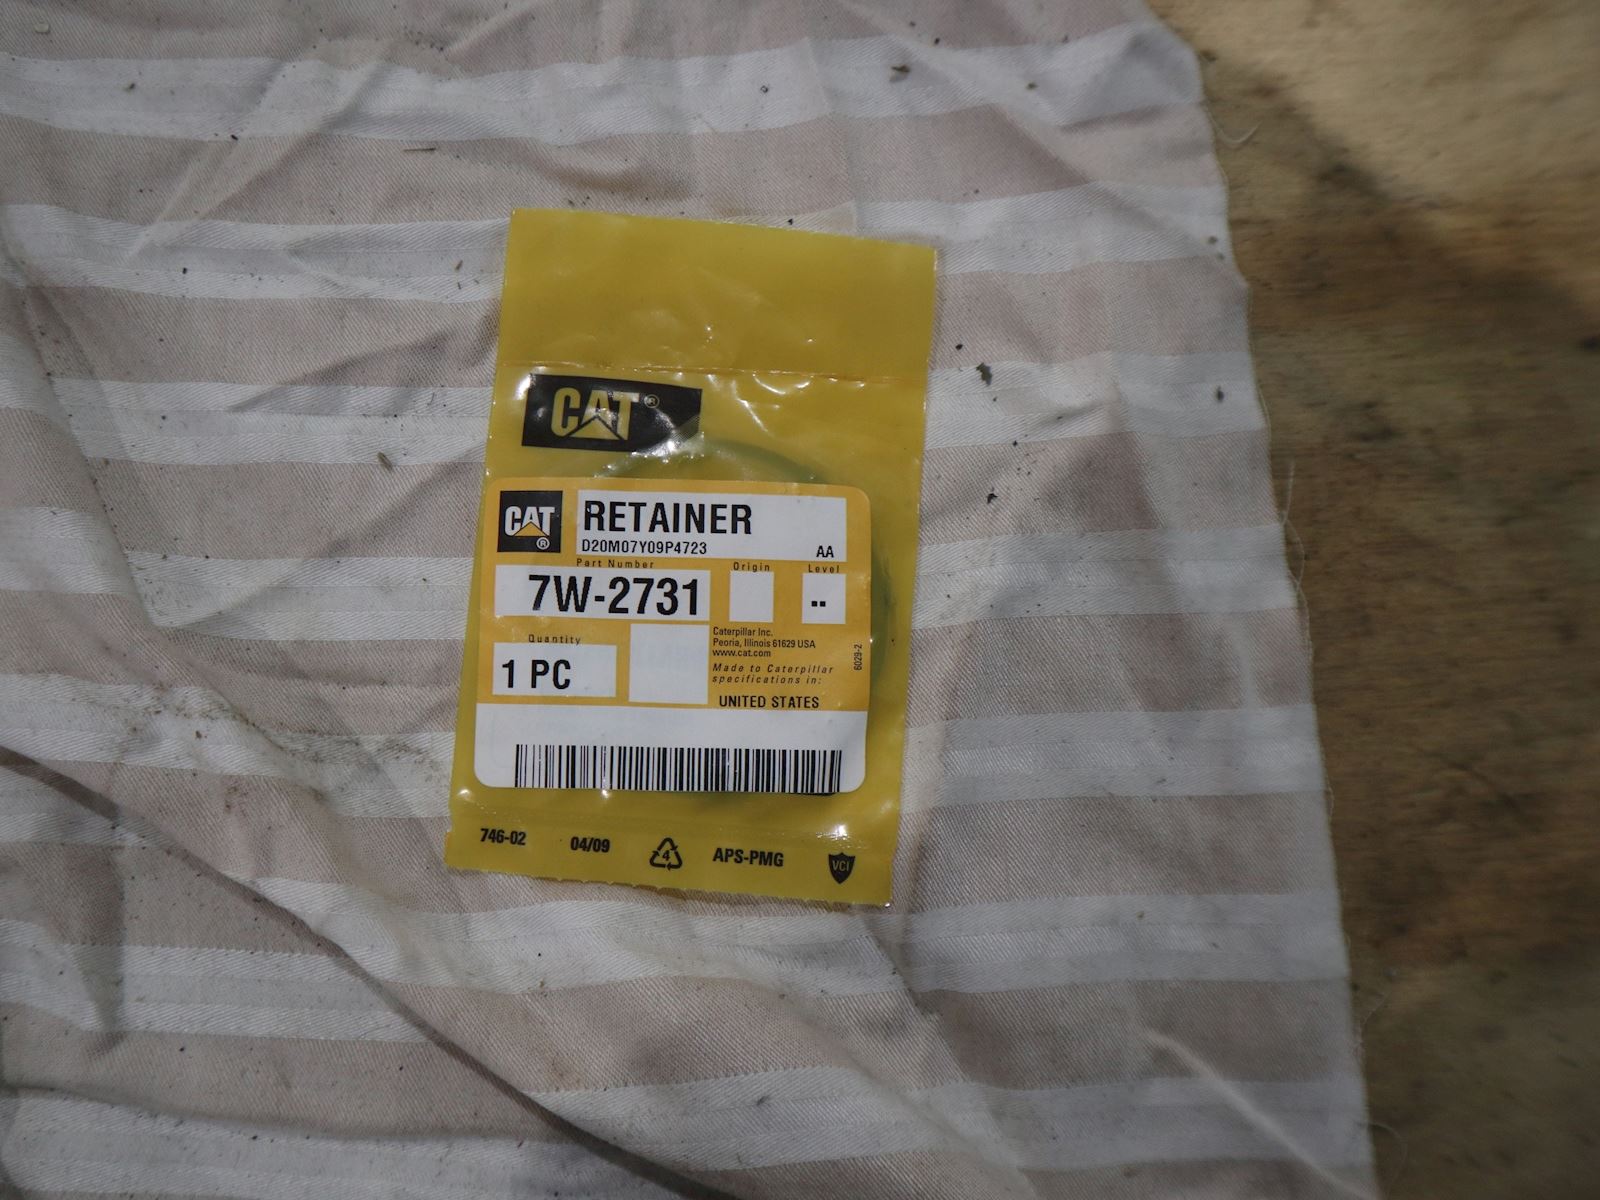 CAT®
CAT®
RETAINER
D20M07Y09P4723 AA
Part Number Origin Level
7W-2731 --
Quantity
1 PC
Caterpillar Inc.
Peoria, Illinois 61629 USA
www.cat.com
Made to Caterpillar
specifications in:
UNITED STATES
6029-2
746-02 04/09 4 APS-PMG VCI